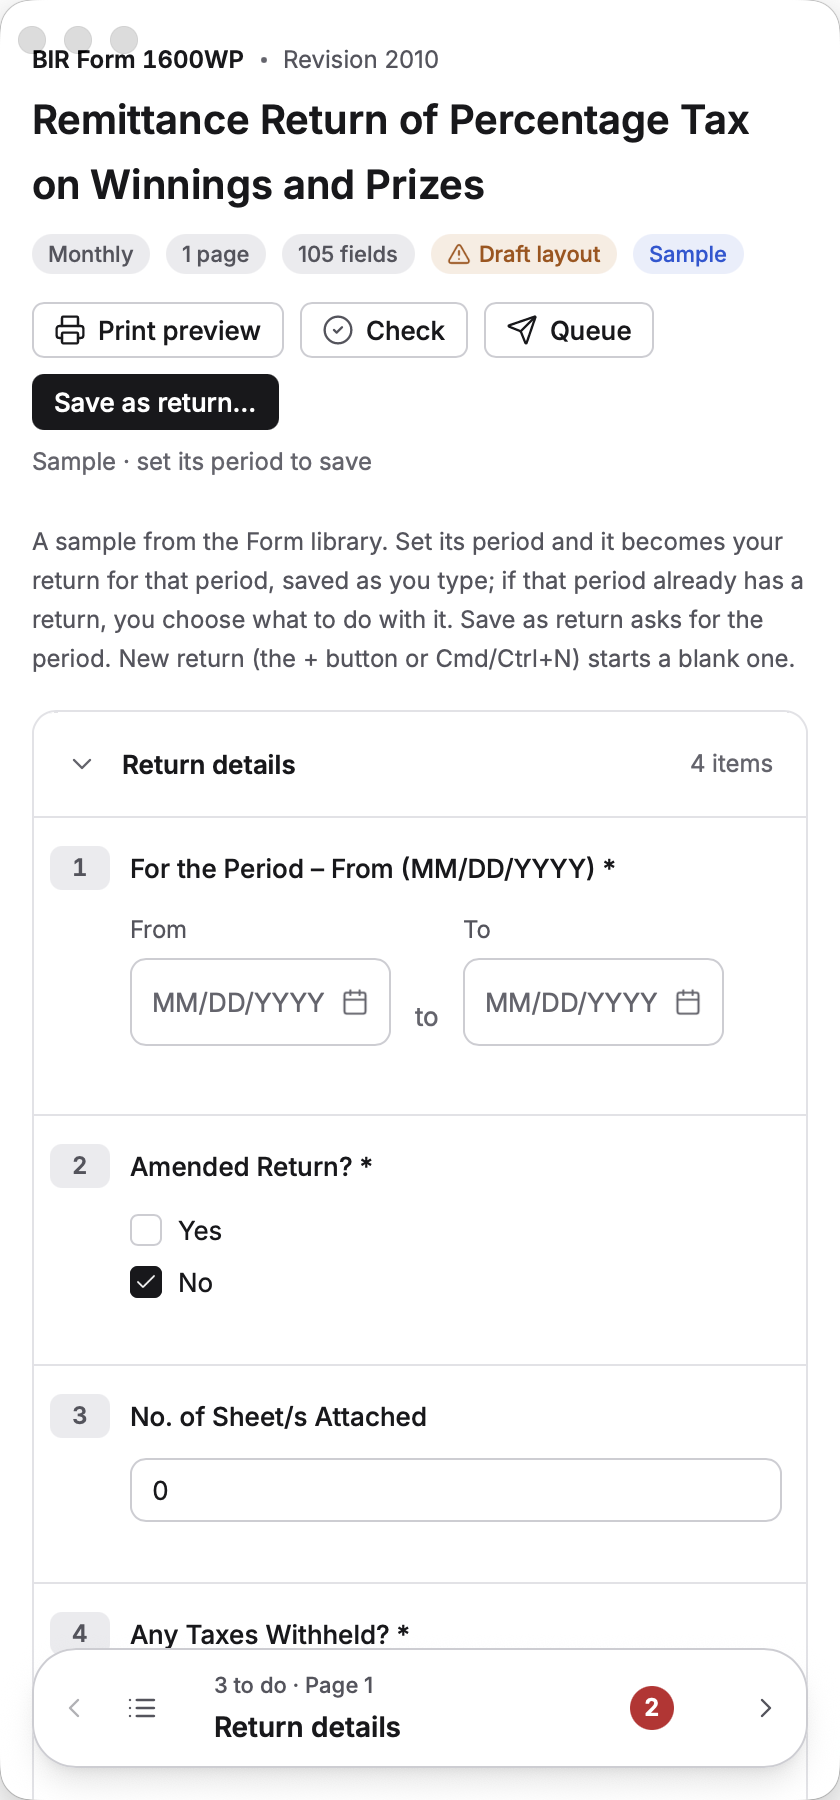 BIR Form 1600WP • Revision 2010
Remittance Return of Percentage Tax
on Winnings and Prizes
Monthly 1 page 105 fields Draft layout Sample
Print preview Check Queue
Save as return...
Sample · set its period to save
A sample from the Form library. Set its period and it becomes your
return for that period, saved as you type; if that period already has a
return, you choose what to do with it. Save as return asks for the
period. New return (the + button or Cmd/Ctrl+N) starts a blank one.
Return details 4 items
1 For the Period – From (MM/DD/YYYY) *
From To
MM/DD/YYYY to MM/DD/YYYY
2 Amended Return? *
Yes
No
3 No. of Sheet/s Attached
0
4 Any Taxes Withheld? *
3 to do · Page 1
Return details 2